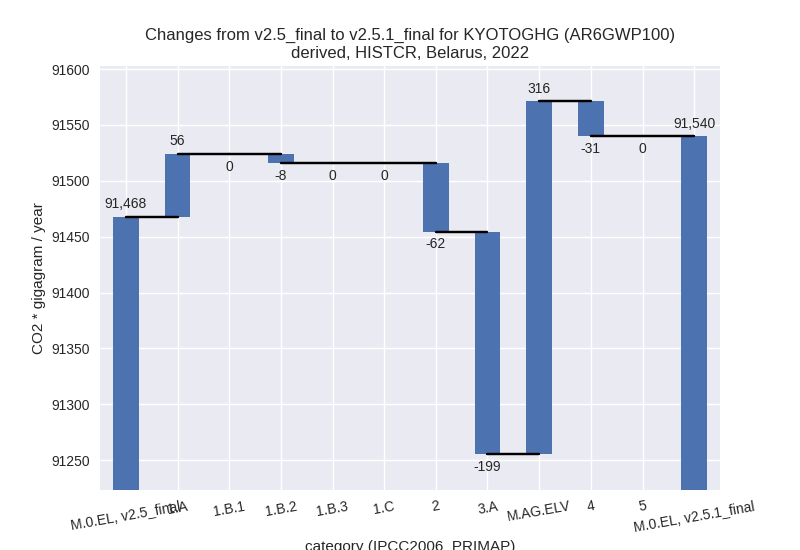 Changes from v2.5_final to v2.5.1_final for KYOTOGHG (AR6GWP100)
derived, HISTCR, Belarus, 2022
91600
91550
91500
91450
91400
91350
91300
91250
CO2 * gigagram / year
91,468
56
0
-8
0
0
-62
-199
316
-31
0
91,540
M.0.EL, v2.5_final
1.A
1.B.1
1.B.2
1.B.3
1.C
2
3.A
M.AG.ELV
4
5
M.0.EL, v2.5.1_final
category (IPCC2006_PRIMAP)